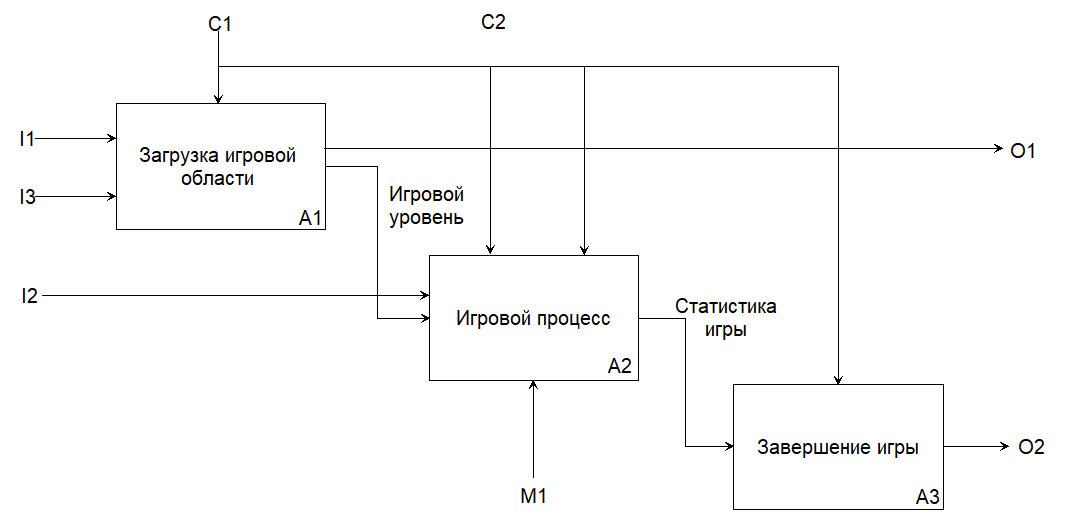 C1
C2
I1
Загрузка игровой
области
O1
I3
A1
Игровой
уровень
I2
Игровой процесс
A2
Статистика
игры
Завершение игры
A3
O2
M1